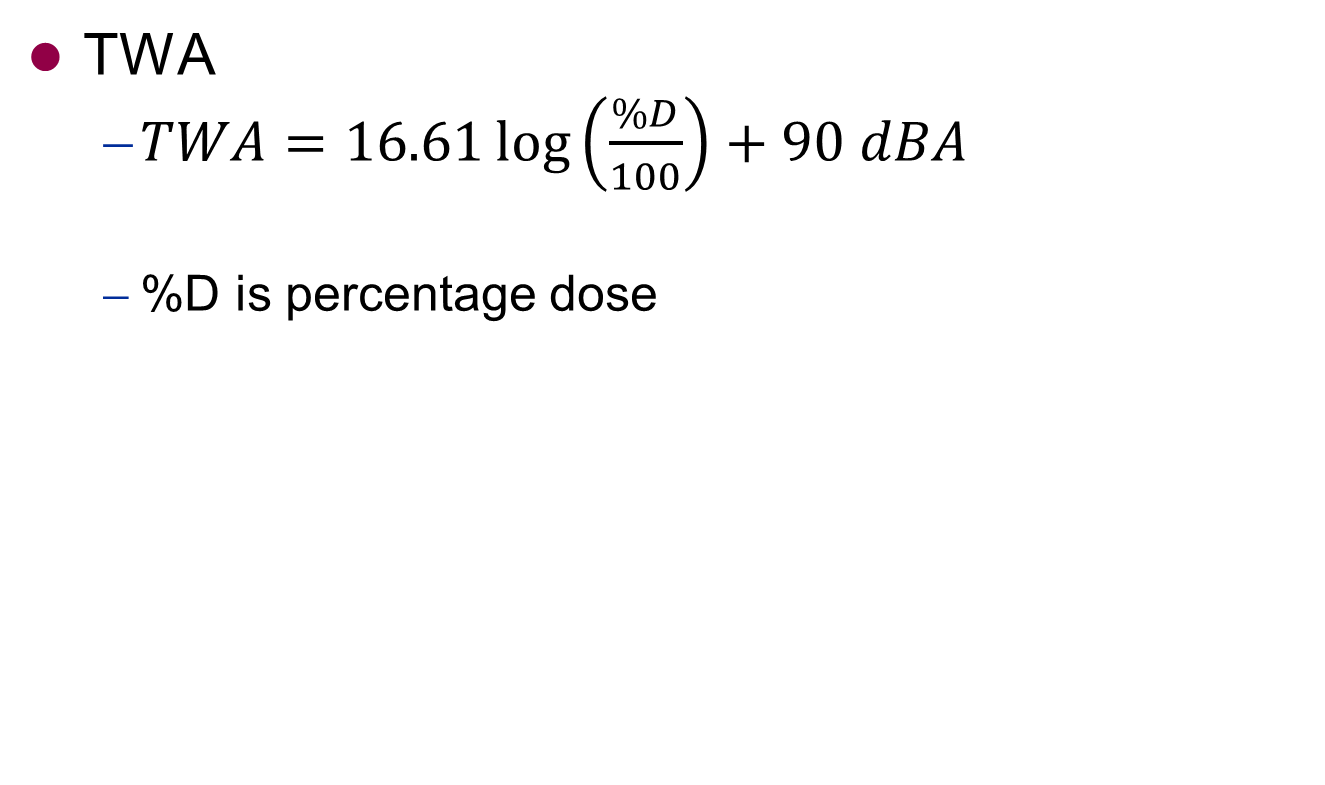 ● TWA
– TWA = 16.61 log(%D/100) + 90 dBA
– %D is percentage dose